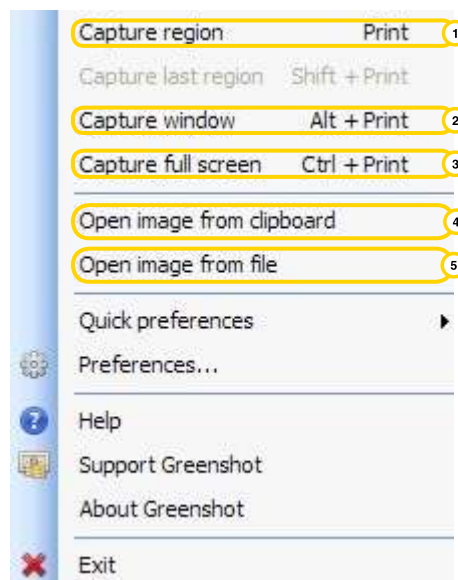 Capture region Print 1
Capture last region Shift + Print
Capture window Alt + Print 2
Capture full screen Ctrl + Print 3
Open image from clipboard 4
Open image from file 5
Quick preferences
Preferences...
Help
Support Greenshot
About Greenshot
Exit